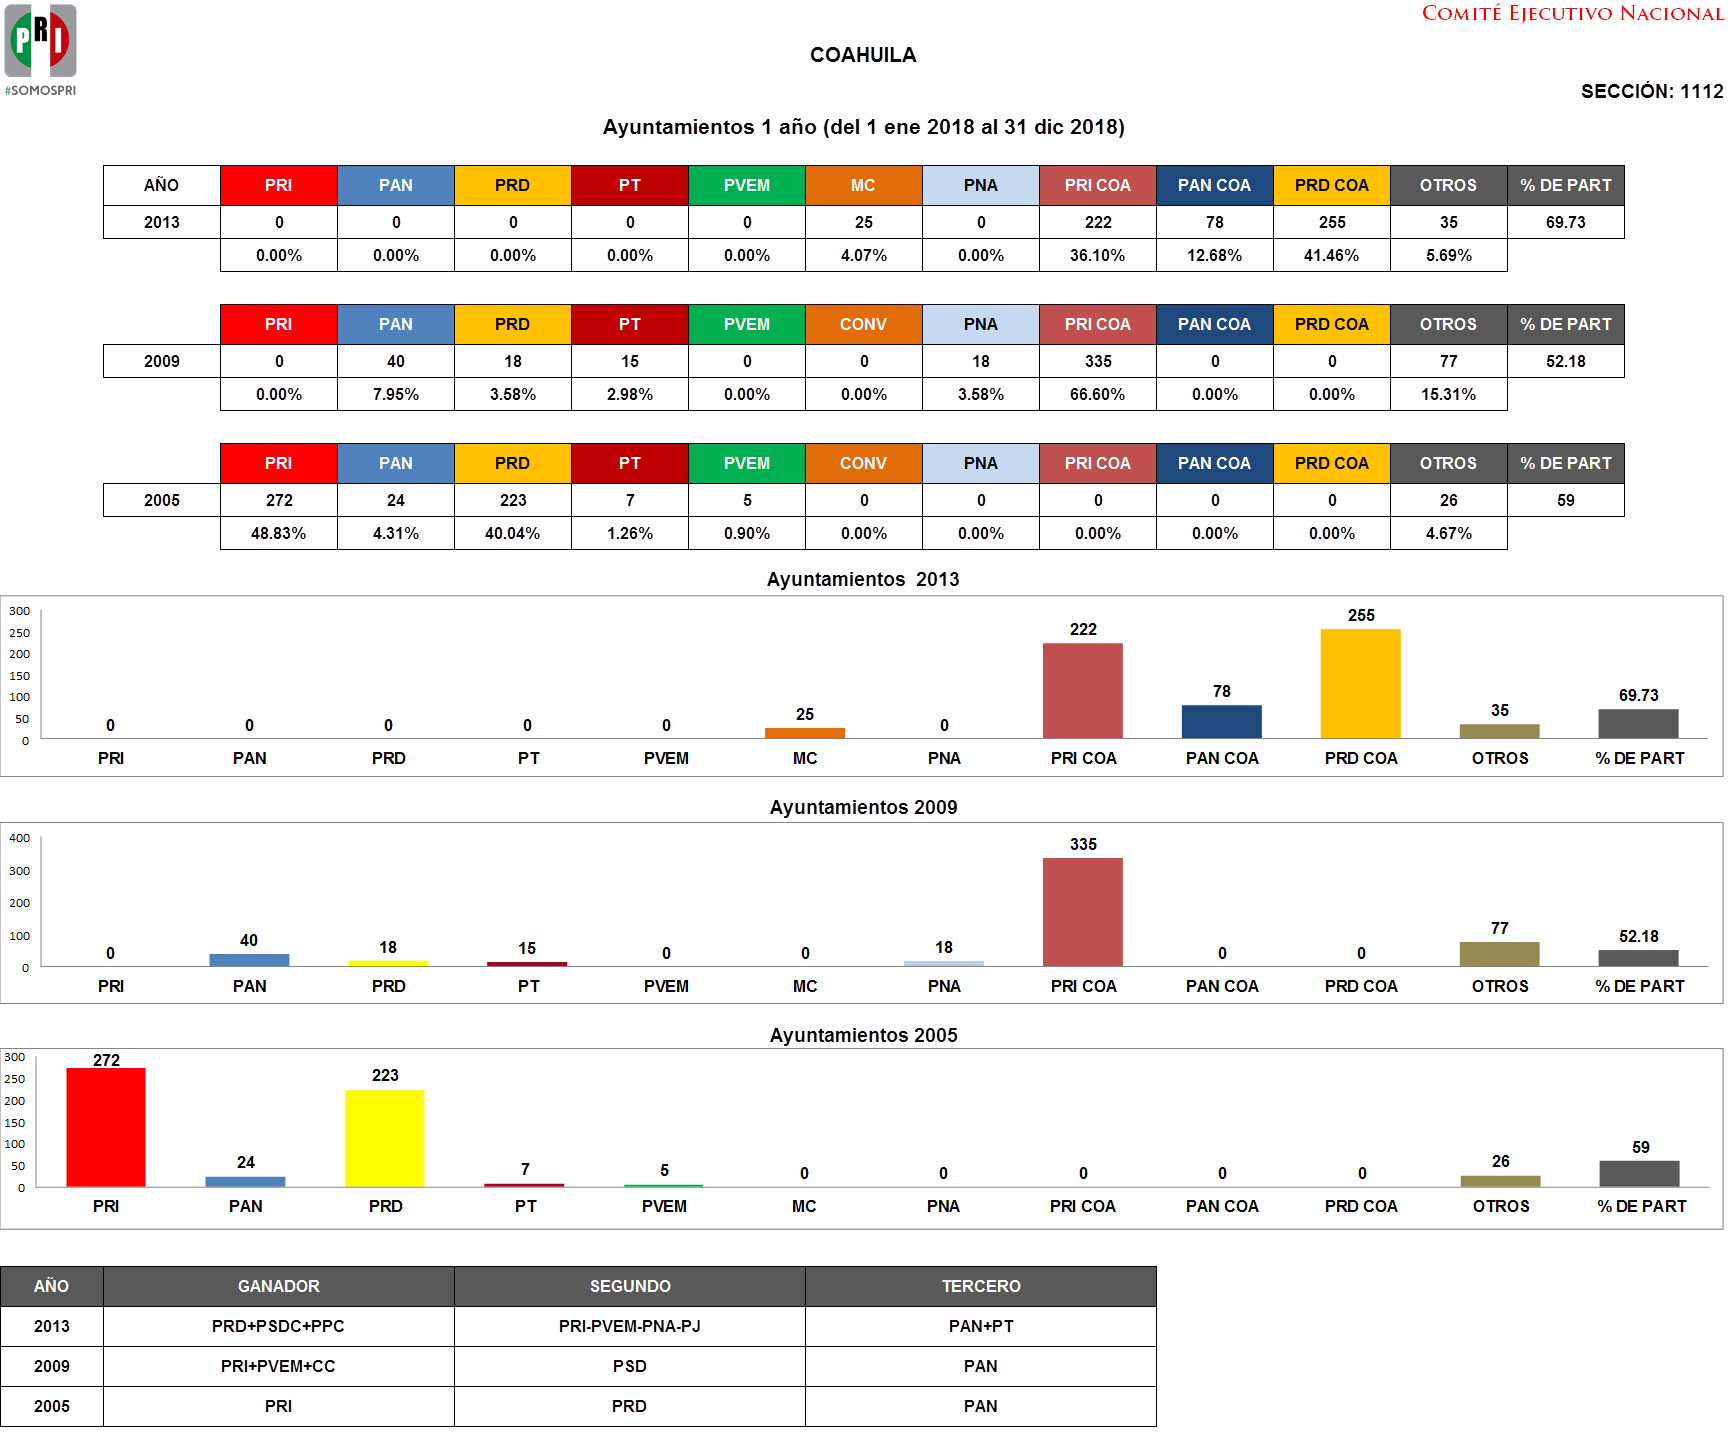 COMITÉ EJECUTIVO NACIONAL
PRI
#SOMOSPRI
COAHUILA
SECCIÓN: 1112
Ayuntamientos 1 año (del 1 ene 2018 al 31 dic 2018)
AÑO PRI PAN PRD PT PVEM MC PNA PRI COA PAN COA PRD COA OTROS % DE PART
2013 0 0 0 0 0 25 0 222 78 255 35 69.73
0.00% 0.00% 0.00% 0.00% 0.00% 4.07% 0.00% 36.10% 12.68% 41.46% 5.69%
PRI PAN PRD PT PVEM CONV PNA PRI COA PAN COA PRD COA OTROS % DE PART
2009 0 40 18 15 0 0 18 335 0 0 77 52.18
0.00% 7.95% 3.58% 2.98% 0.00% 0.00% 3.58% 66.60% 0.00% 0.00% 15.31%
PRI PAN PRD PT PVEM CONV PNA PRI COA PAN COA PRD COA OTROS % DE PART
2005 272 24 223 7 5 0 0 0 0 0 26 59
48.83% 4.31% 40.04% 1.26% 0.90% 0.00% 0.00% 0.00% 0.00% 0.00% 4.67%
Ayuntamientos 2013
300
250
200
150
100
50
0
0 0 0 0 0 25 0 222 78 255 35 69.73
PRI PAN PRD PT PVEM MC PNA PRI COA PAN COA PRD COA OTROS % DE PART
Ayuntamientos 2009
400
300
200
100
0
0 40 18 15 0 0 18 335 0 0 77 52.18
PRI PAN PRD PT PVEM MC PNA PRI COA PAN COA PRD COA OTROS % DE PART
Ayuntamientos 2005
300
250
200
150
100
50
0
272 24 223 7 5 0 0 0 0 0 26 59
PRI PAN PRD PT PVEM MC PNA PRI COA PAN COA PRD COA OTROS % DE PART
AÑO GANADOR SEGUNDO TERCERO
2013 PRD+PSDC+PPC PRI-PVEM-PNA-PJ PAN+PT
2009 PRI+PVEM+CC PSD PAN
2005 PRI PRD PAN